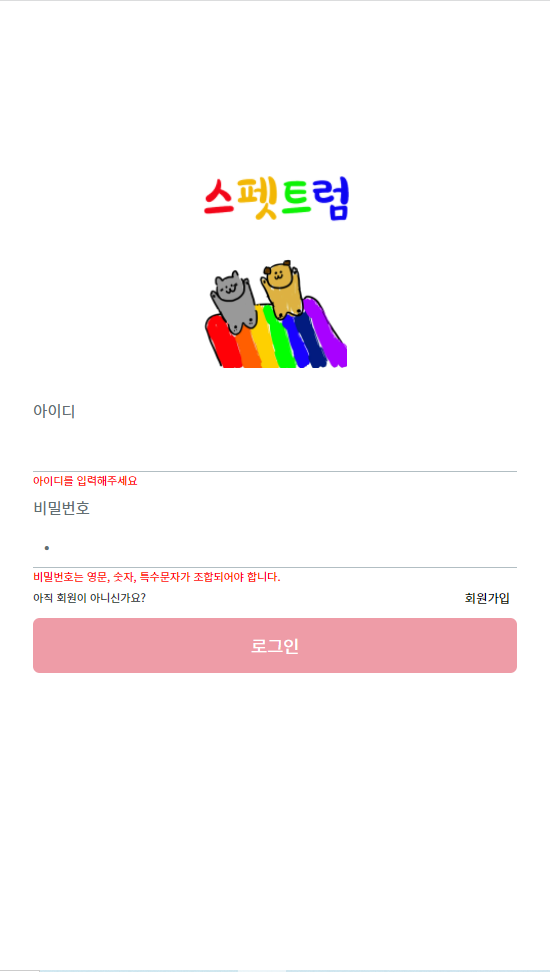 스펫트럼
아이디
아이디를 입력해주세요
비밀번호
비밀번호는 영문, 숫자, 특수문자가 조합되어야 합니다.
아직 회원이 아니신가요? 회원가입
로그인